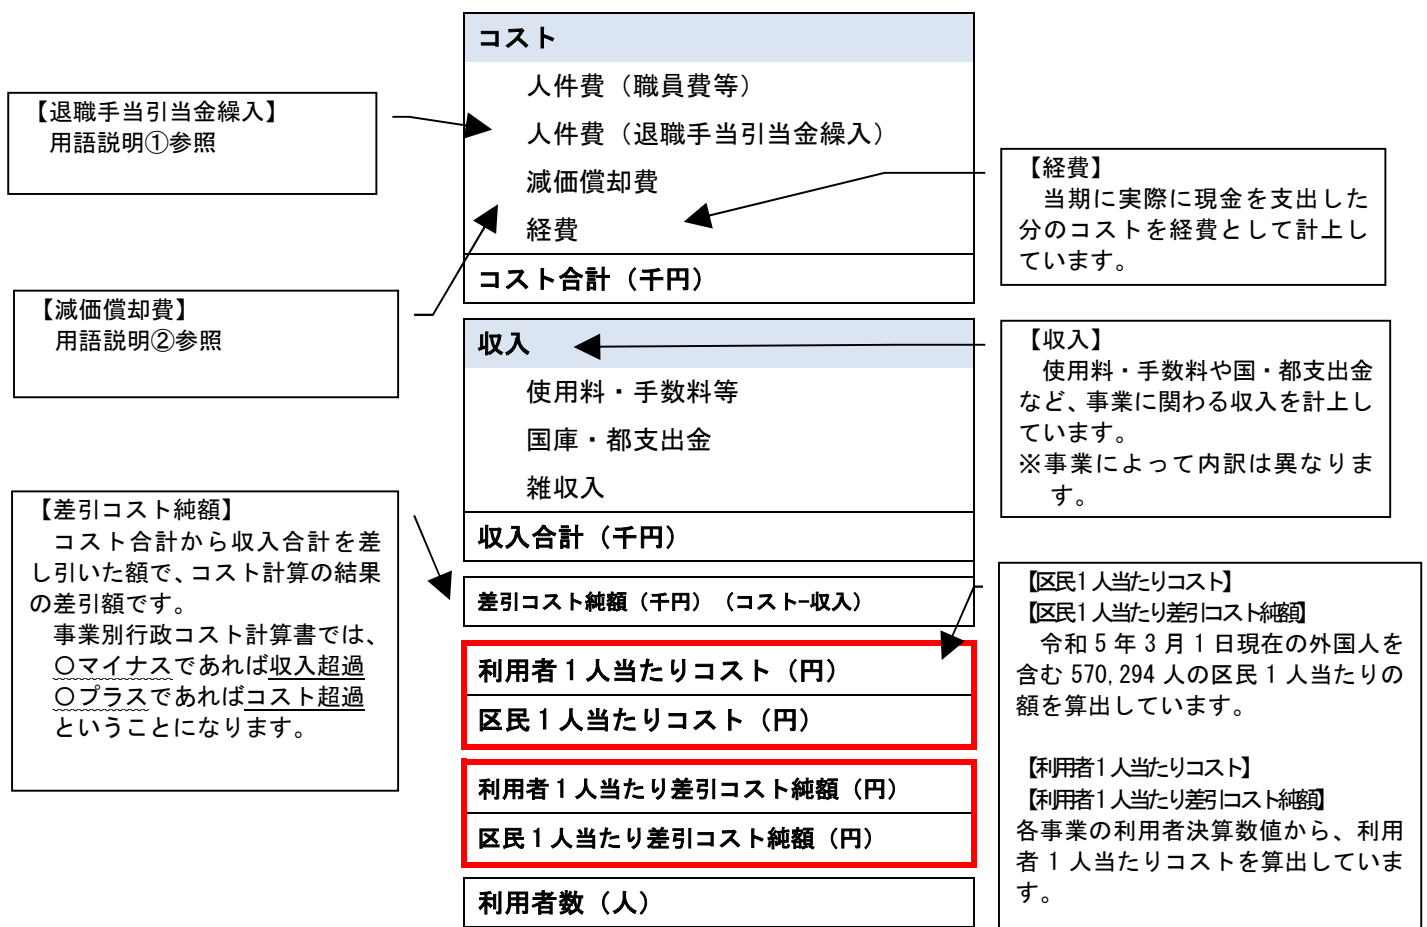 コスト
人件費（職員費等）
人件費（退職手当引当金繰入）
減価償却費
経費
コスト合計（千円）
収入
使用料・手数料等
国庫・都支出金
雑収入
収入合計（千円）
差引コスト純額（千円）（コスト−収入）
利用者１人当たりコスト（円）
区民１人当たりコスト（円）
利用者１人当たり差引コスト純額（円）
区民１人当たり差引コスト純額（円）
利用者数（人）
【退職手当引当金繰入】
用語説明①参照
【減価償却費】
用語説明②参照
【差引コスト純額】
コスト合計から収入合計を差
し引いた額で、コスト計算の結果
の差引額です。
事業別行政コスト計算書では、
○マイナスであれば収入超過
○プラスであればコスト超過
ということになります。
【経費】
当期に実際に現金を支出した
分のコストを経費として計上し
ています。
【収入】
使用料・手数料や国・都支出金
など、事業に関わる収入を計上し
ています。
※事業によって内訳は異なりま
す。
【区民１人当たりコスト】
【区民１人当たり差引コスト純額】
令和５年３月１日現在の外国人を
含む 570,294 人の区民１人当たりの
額を算出しています。
【利用者１人当たりコスト】
【利用者１人当たり差引コスト純額】
各事業の利用者決算数値から、利用
者１人当たりコストを算出していま
す。